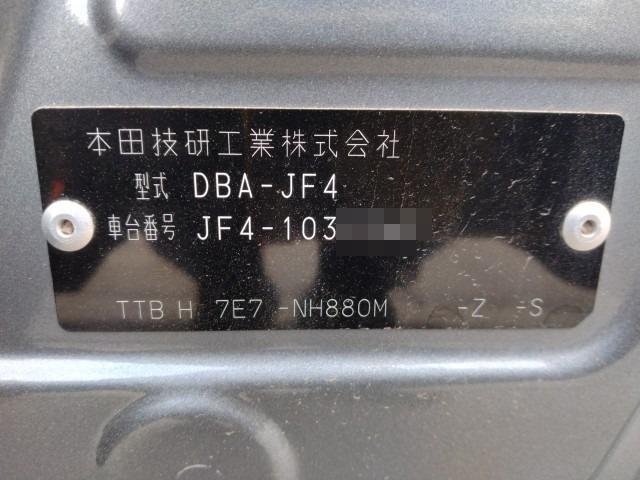 本田技研工業株式会社
型式 DBA-JF4
車台番号 JF4-103
TTB H 7E7 -NH880M -Z -S